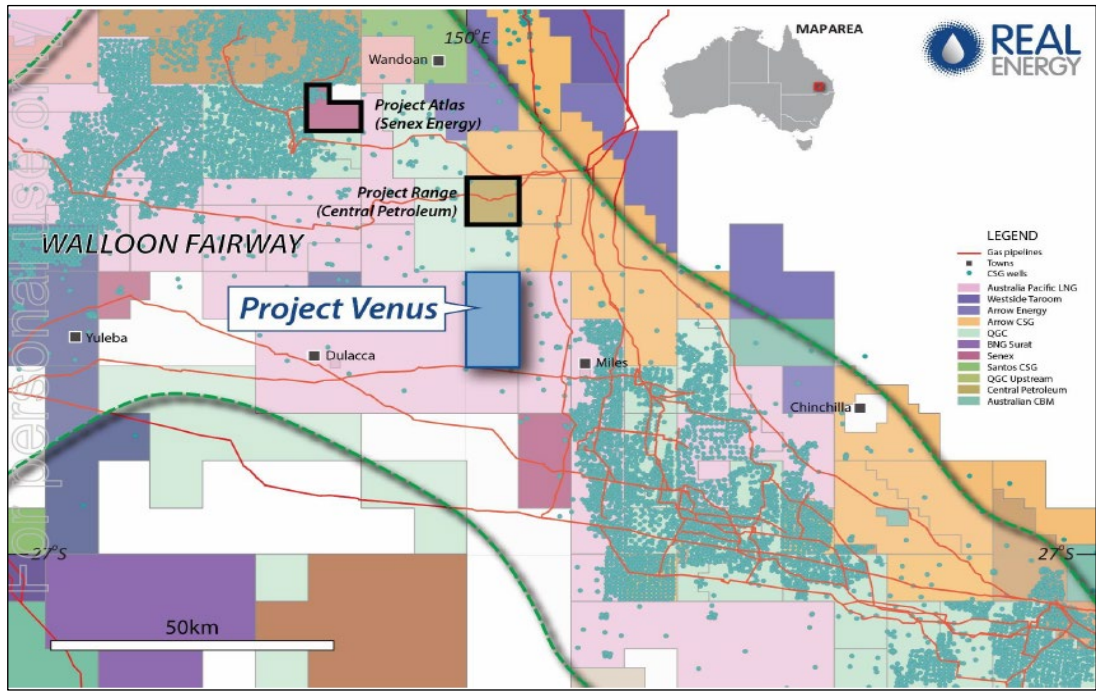 150°E
MAPAREA
REAL
ENERGY
Wandoan
Project Atlas
(Senex Energy)
Project Range
(Central Petroleum)
WALLOON FAIRWAY
Project Venus
Yuleba
Dulacca
Miles
Chinchilla
LEGEND
Gas pipelines
Towns
CSG wells
Australia Pacific LNG
Westside Taroom
Arrow Energy
Arrow CSG
QGC
BNG Surat
Senex
Santos CSG
QGC Upstream
Central Petroleum
Australian CBM
27°S
27°S
50km
For personal use only